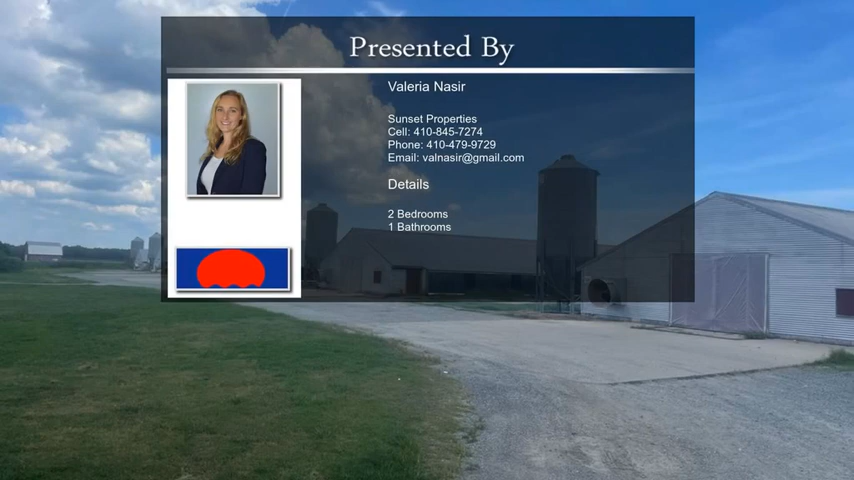 Presented By
Valeria Nasir
Sunset Properties
Cell: 410-845-7274
Phone: 410-479-9729
Email: valnasir@gmail.com
Details
2 Bedrooms
1 Bathrooms